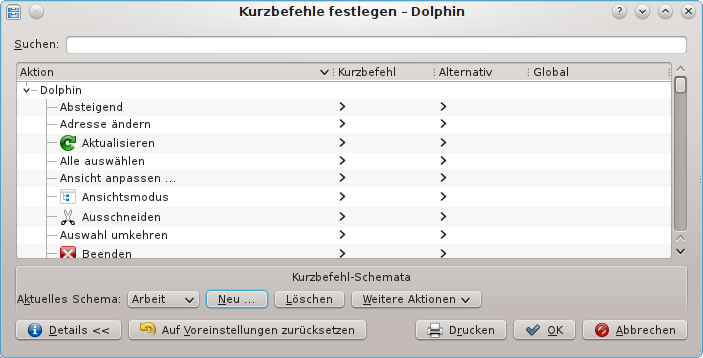 Kurzbefehle festlegen – Dolphin
Suchen:
Aktion Kurzbefehl Alternativ Global
Dolphin
Absteigend
Adresse ändern
Aktualisieren
Alle auswählen
Ansicht anpassen ...
Ansichtsmodus
Ausschneiden
Auswahl umkehren
Beenden
Kurzbefehl-Schemata
Aktuelles Schema: Arbeit Neu ... Löschen Weitere Aktionen
Details << Auf Voreinstellungen zurücksetzen Drucken OK Abbrechen